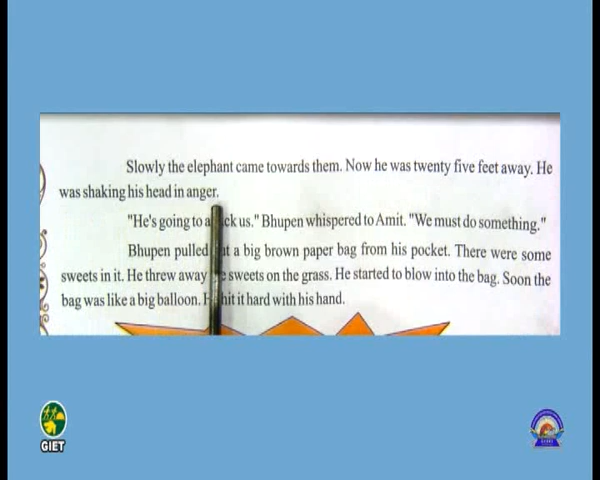 Slowly the elephant came towards them. Now he was twenty five feet away. He
was shaking his head in anger.
"He's going to a ck us." Bhupen whispered to Amit. "We must do something."
Bhupen pulled t a big brown paper bag from his pocket. There were some
sweets in it. He threw away e sweets on the grass. He started to blow into the bag. Soon the
bag was like a big balloon. H hit it hard with his hand.
GIET